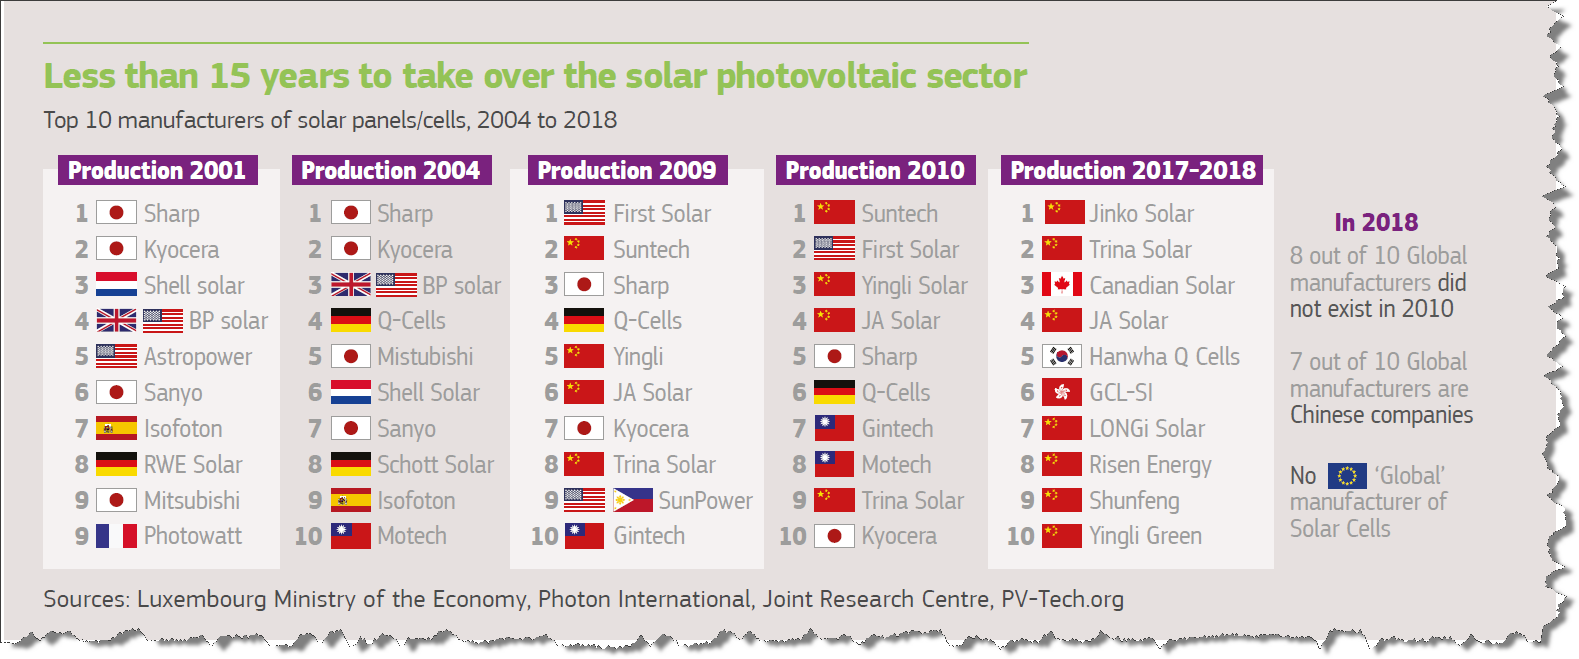 Less than 15 years to take over the solar photovoltaic sector
Top 10 manufacturers of solar panels/cells, 2004 to 2018
Production 2001
1 Sharp
2 Kyocera
3 Shell solar
4 BP solar
5 Astropower
6 Sanyo
7 Isofoton
8 RWE Solar
9 Mitsubishi
9 Photowatt
Production 2004
1 Sharp
2 Kyocera
3 BP solar
4 Q-Cells
5 Mistubishi
6 Shell Solar
7 Sanyo
8 Schott Solar
9 Isofoton
10 Motech
Production 2009
1 First Solar
2 Suntech
3 Sharp
4 Q-Cells
5 Yingli
6 JA Solar
7 Kyocera
8 Trina Solar
9 SunPower
10 Gintech
Production 2010
1 Suntech
2 First Solar
3 Yingli Solar
4 JA Solar
5 Sharp
6 Q-Cells
7 Gintech
8 Motech
9 Trina Solar
10 Kyocera
Production 2017-2018
1 Jinko Solar
2 Trina Solar
3 Canadian Solar
4 JA Solar
5 Hanwha Q Cells
6 GCL-SI
7 LONGi Solar
8 Risen Energy
9 Shunfeng
10 Yingli Green
In 2018
8 out of 10 Global
manufacturers did
not exist in 2010
7 out of 10 Global
manufacturers are
Chinese companies
No ‘Global’
manufacturer of
Solar Cells
Sources: Luxembourg Ministry of the Economy, Photon International, Joint Research Centre, PV-Tech.org